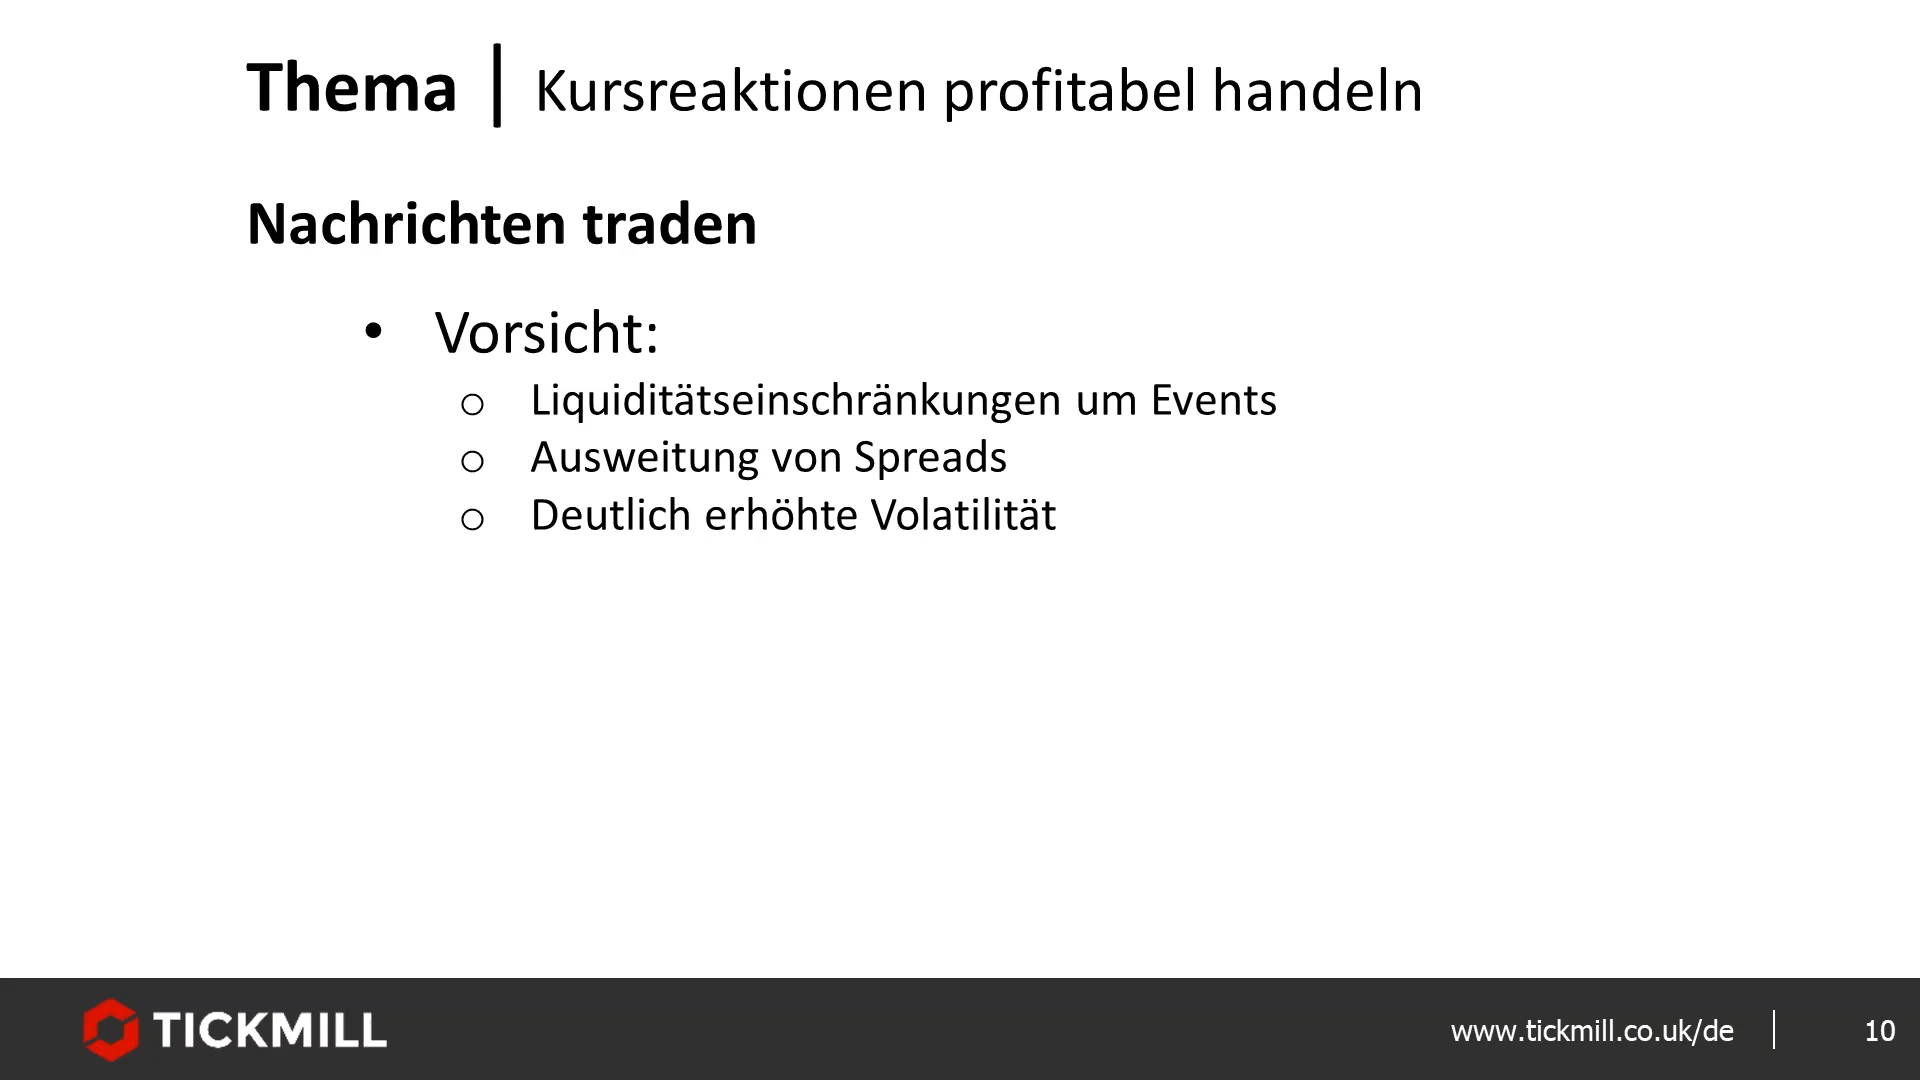 Thema | Kursreaktionen profitabel handeln
Nachrichten traden
• Vorsicht:
o Liquiditätseinschränkungen um Events
o Ausweitung von Spreads
o Deutlich erhöhte Volatilität
TICKMILL
www.tickmill.co.uk/de | 10